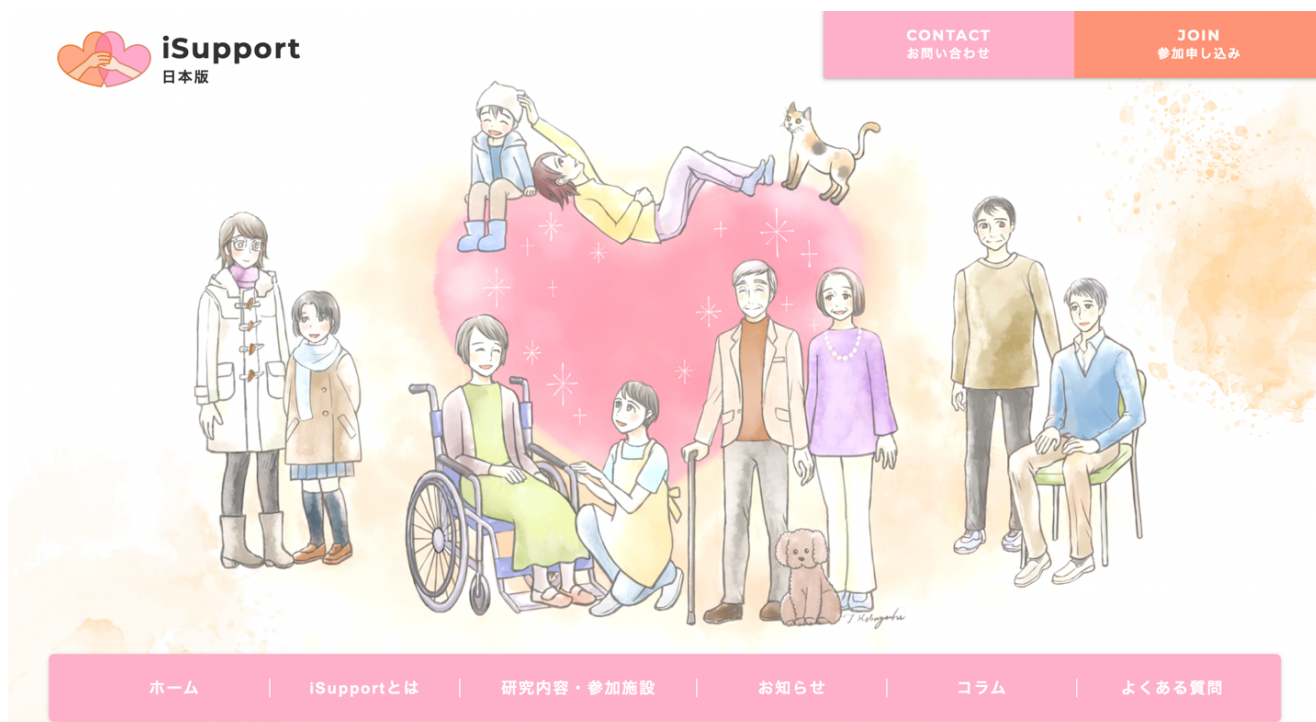 iSupport
日本版
CONTACT
お問い合わせ
JOIN
参加申し込み
I Kobayashi
ホーム
iSupportとは
研究内容・参加施設
お知らせ
コラム
よくある質問